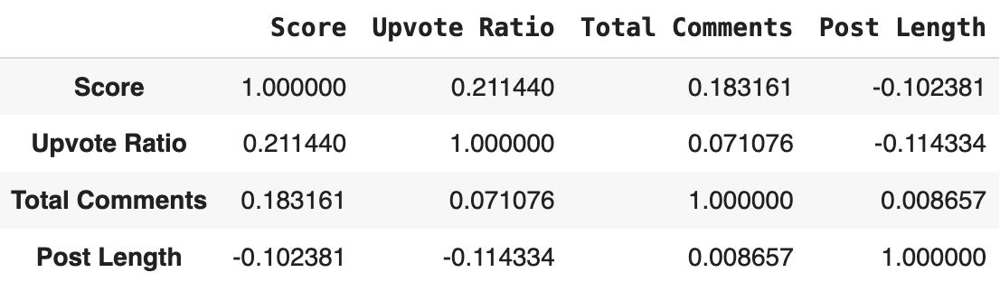 Score Upvote Ratio Total Comments Post Length
Score 1.000000 0.211440 0.183161 -0.102381
Upvote Ratio 0.211440 1.000000 0.071076 -0.114334
Total Comments 0.183161 0.071076 1.000000 0.008657
Post Length -0.102381 -0.114334 0.008657 1.000000